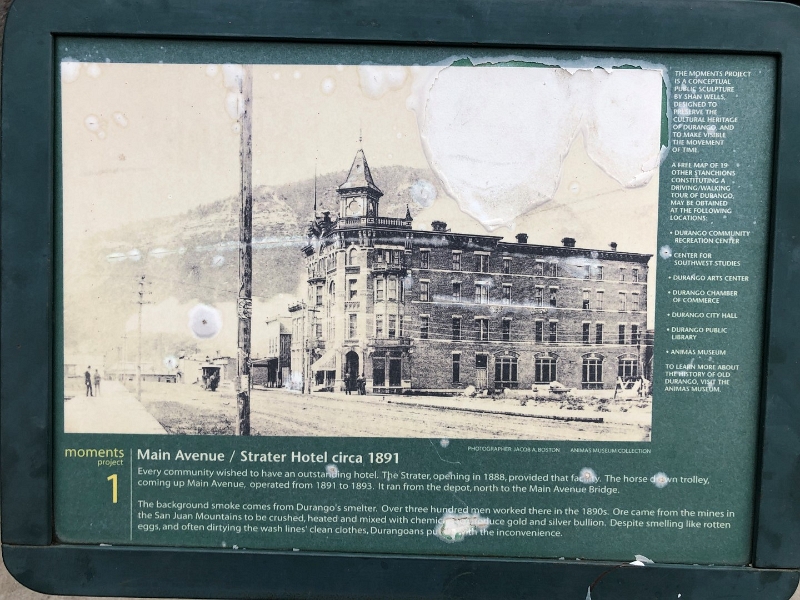 THE MOMENTS PROJECT
IS A CONCEPTUAL
PUBLIC SCULPTURE
BY SHAN WELLS,
DESIGNED TO
PRESERVE THE
CULTURAL HERITAGE
OF DURANGO, AND
TO MAKE VISIBLE
THE MOVEMENT
OF TIME.
A FREE MAP OF 19
OTHER STANCHIONS
CONSTITUTING A
DRIVING/WALKING
TOUR OF DURANGO,
MAY BE OBTAINED
AT THE FOLLOWING
LOCATIONS:
• DURANGO COMMUNITY
RECREATION CENTER
• CENTER FOR
SOUTHWEST STUDIES
• DURANGO ARTS CENTER
• DURANGO CHAMBER
OF COMMERCE
• DURANGO CITY HALL
• DURANGO PUBLIC
LIBRARY
• ANIMAS MUSEUM
TO LEARN MORE ABOUT
THE HISTORY OF OLD
DURANGO, VISIT THE
ANIMAS MUSEUM.
PHOTOGRAPHER: JACOB A. BOSTON ANIMAS MUSEUM COLLECTION
moments
project
1
Main Avenue / Strater Hotel circa 1891
Every community wished to have an outstanding hotel. The Strater, opening in 1888, provided that The horse trolley,
coming up Main Avenue, operated from 1891 to 1893. It ran from the depot, north to the Main Avenue Bridge.
The background smoke comes from Durango's smelter. Over three hundred men worked there in the 1890s. Ore came from the mines in
the San Juan Mountains to be crushed, heated and mixed with gold and silver bullion. Despite smelling like rotten
eggs, and often dirtying the wash lines' clean clothes, Durangoans the inconvenience.